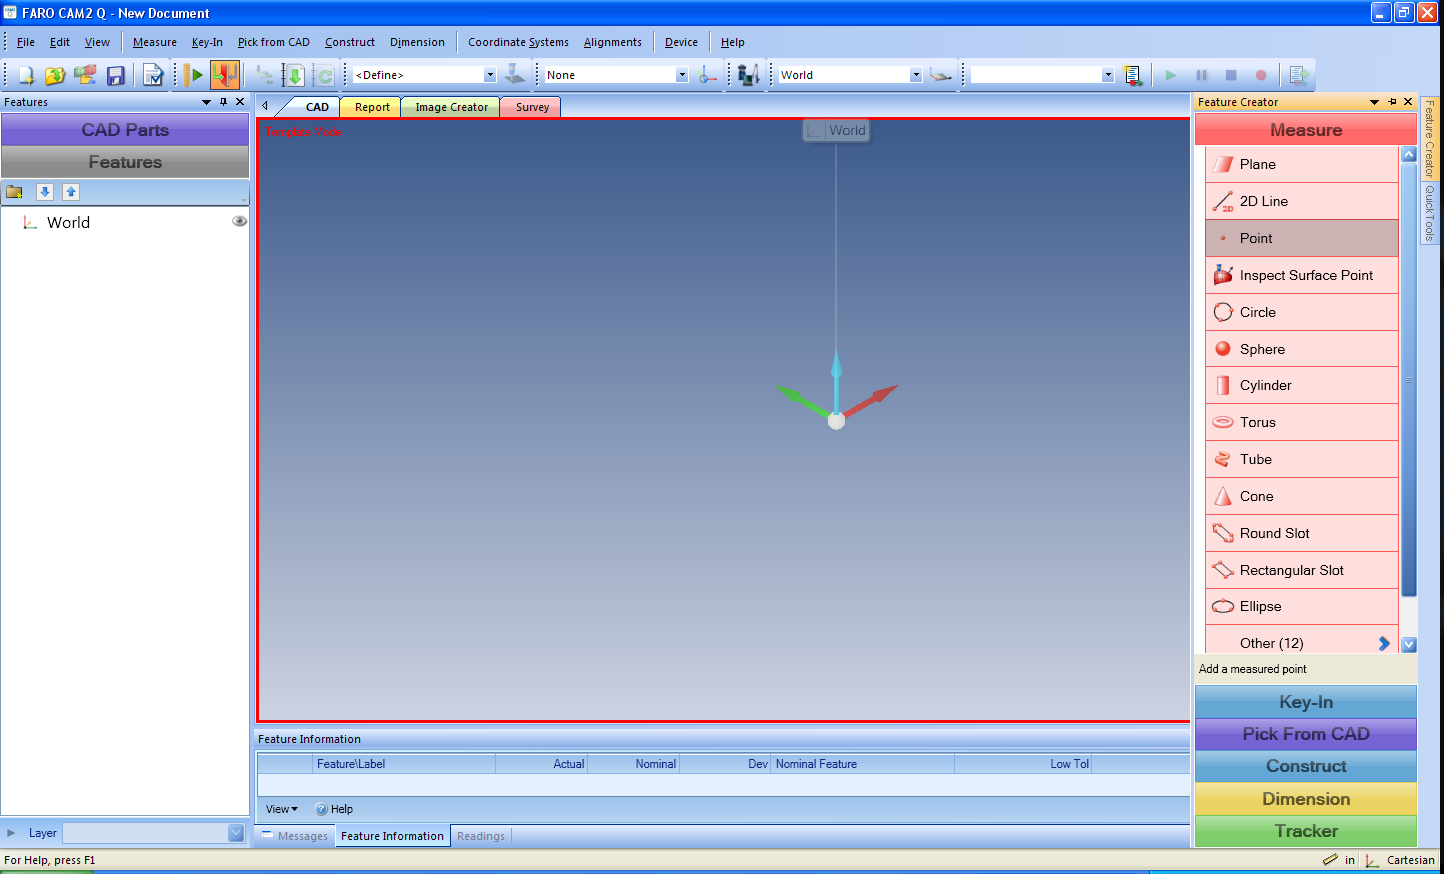 FARO CAM2 Q - New Document
File Edit View Measure Key-In Pick from CAD Construct Dimension Coordinate Systems Alignments Device Help
<Define> None World
Features
CAD Parts
Features
World
Layer
CAD Report Image Creator Survey
Template Mode
World
Feature Information
Feature\Label Actual Nominal Dev Nominal Feature Low Tol
View Help
Messages Feature Information Readings
Feature Creator
Measure
Plane
2D Line
Point
Inspect Surface Point
Circle
Sphere
Cylinder
Torus
Tube
Cone
Round Slot
Rectangular Slot
Ellipse
Other (12)
Add a measured point
Key-In
Pick From CAD
Construct
Dimension
Tracker
Feature Creator
QuickTools
For Help, press F1
in Cartesian